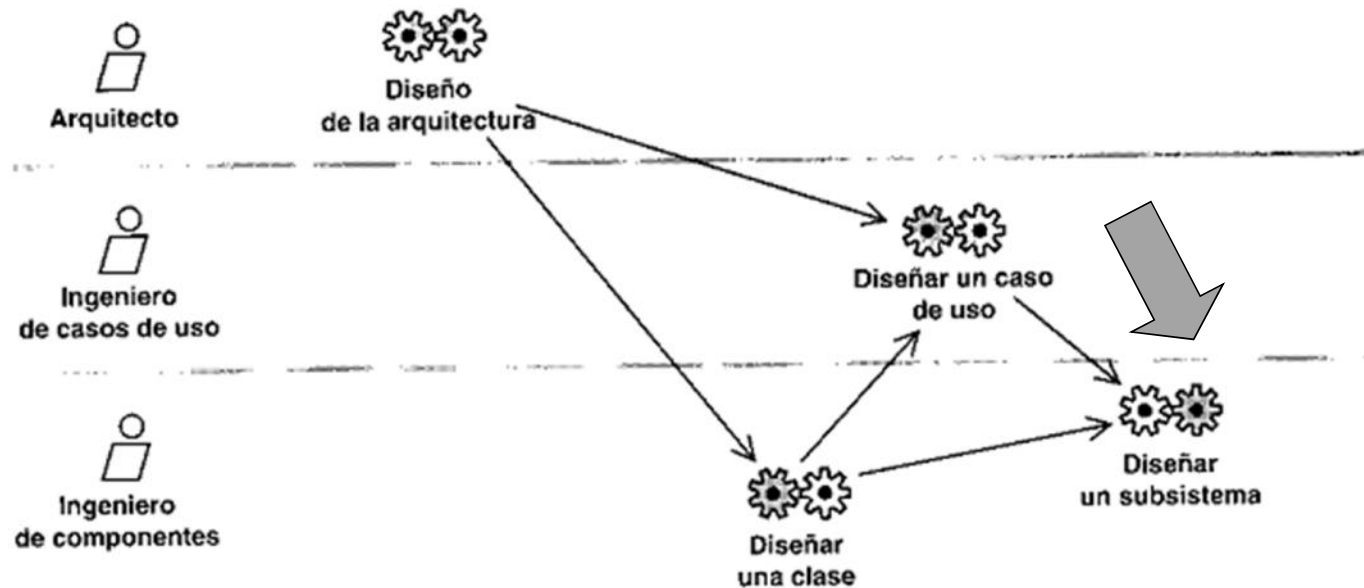 Arquitecto
Diseño
de la arquitectura
Ingeniero
de casos de uso
Diseñar un caso
de uso
Ingeniero
de componentes
Diseñar
una clase
Diseñar
un subsistema